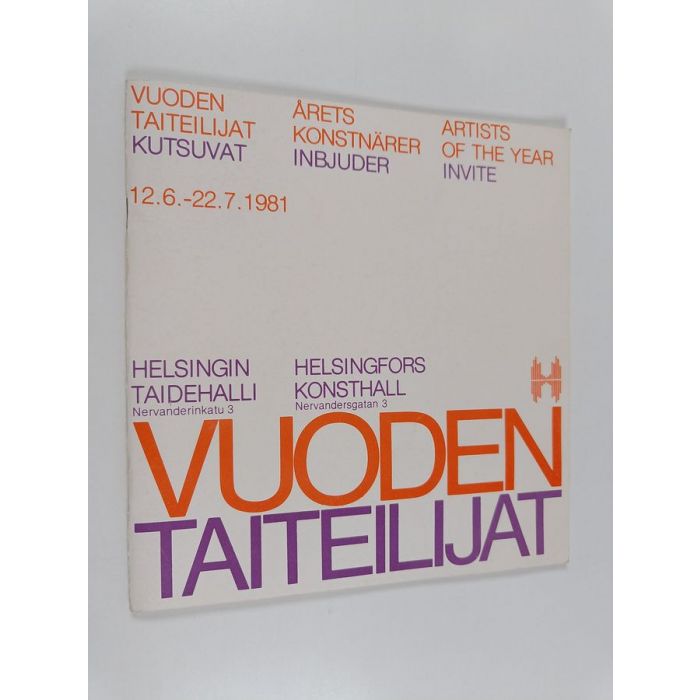 VUODEN
TAITEILIJAT
KUTSUVAT
ÅRETS
KONSTNÄRER
INBJUDER
ARTISTS
OF THE YEAR
INVITE
12.6.-22.7.1981
HELSINGIN
TAIDEHALLI
Nervanderinkatu 3
HELSINGFORS
KONSTHALL
Nervandersgatan 3
VUODEN
TAITEILIJAT